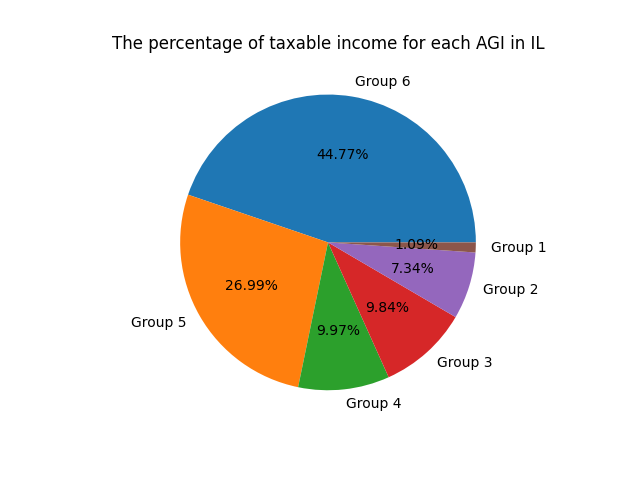 The percentage of taxable income for each AGI in IL
Group 6
44.77%
1.09%
Group 1
7.34%
Group 2
26.99%
9.84%
Group 5
9.97%
Group 3
Group 4